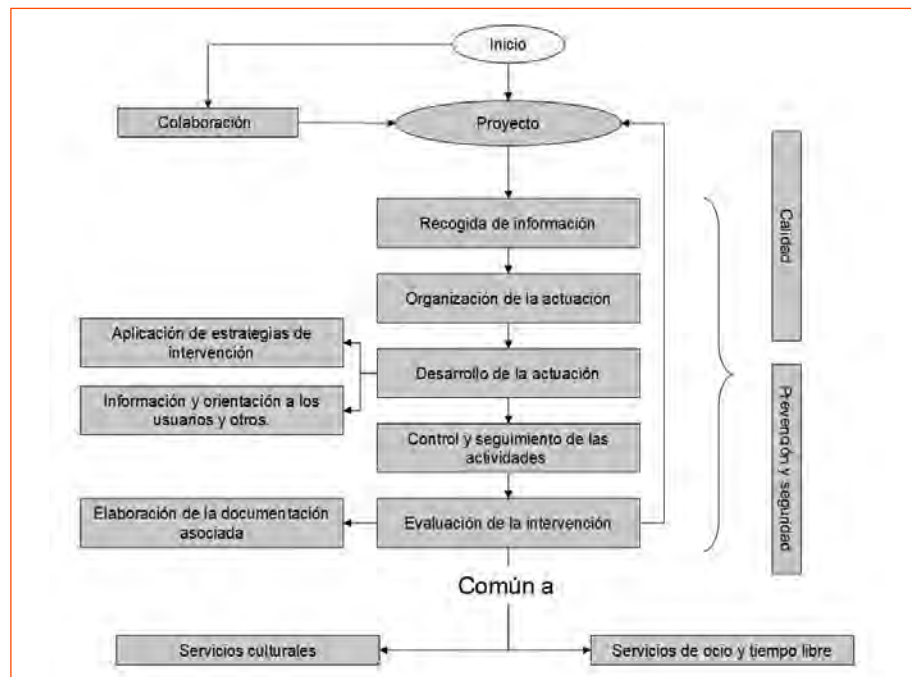 Inicio
Colaboración
Proyecto
Recogida de información
Organización de la actuación
Aplicación de estrategias de
intervención
Desarrollo de la actuación
Información y orientación a los
usuarios y otros.
Control y seguimiento de las
actividades
Elaboración de la documentación
asociada
Evaluación de la intervención
Calidad
Prevención y seguridad
Común a
Servicios culturales
Servicios de ocio y tiempo libre